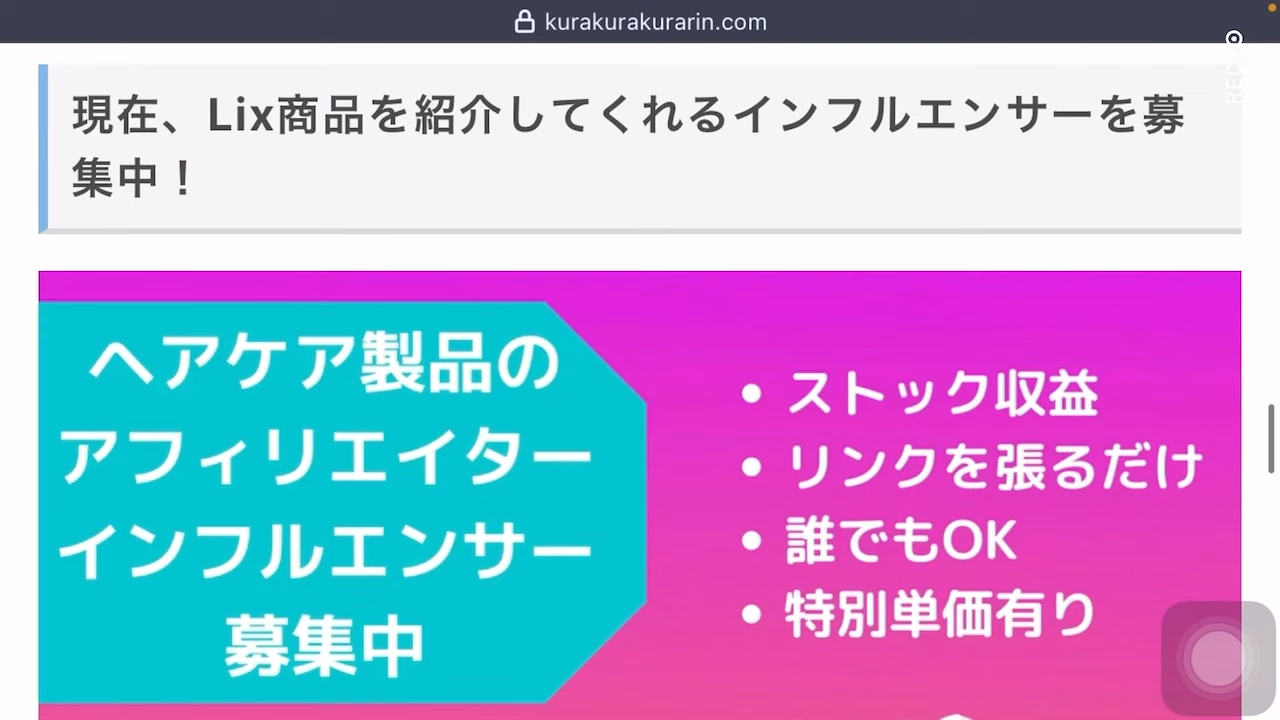 kurakurakurarin.com
REC
現在、Lix商品を紹介してくれるインフルエンサーを募
集中！
ヘアケア製品の
アフィリエイター
インフルエンサー
募集中
• ストック収益
• リンクを張るだけ
• 誰でもOK
• 特別単価有り